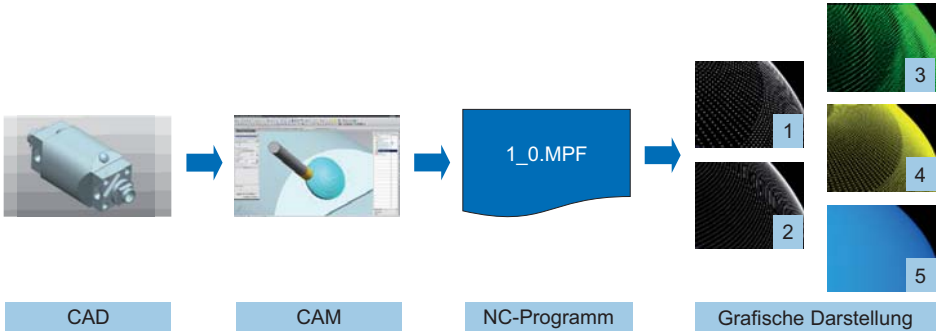 1_0.MPF
1
2
3
4
5
CAD
CAM
NC-Programm
Grafische Darstellung